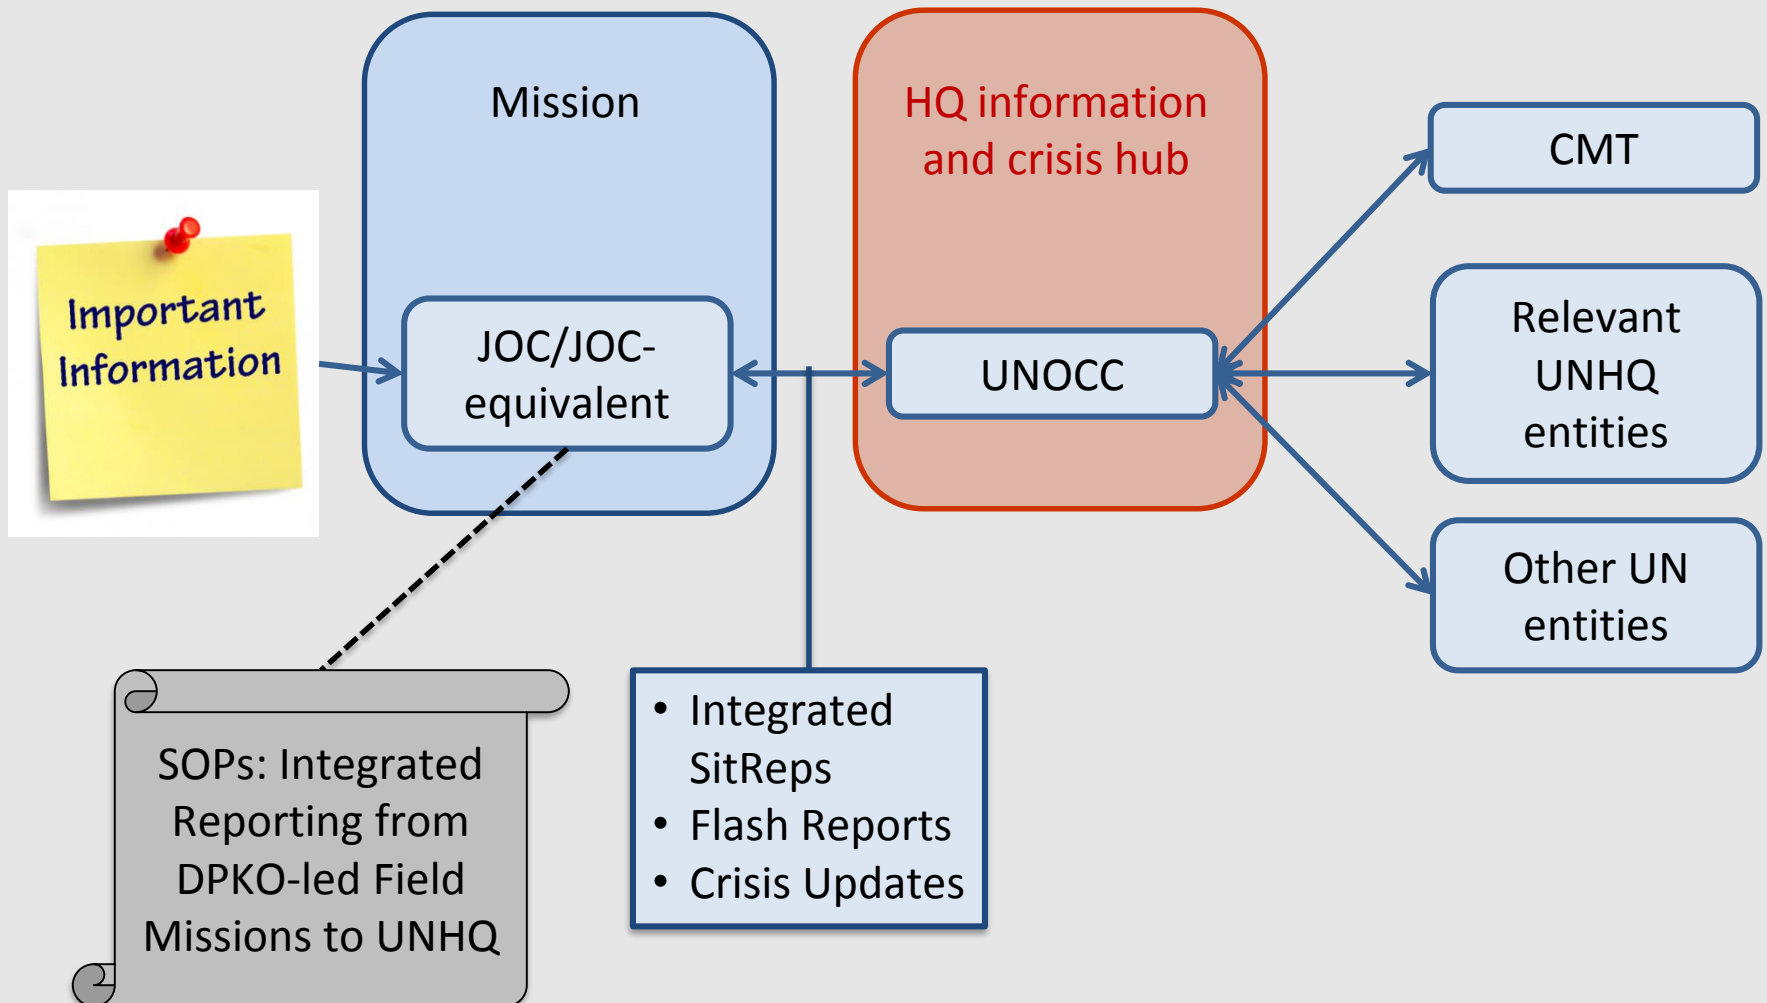 Mission
HQ information
and crisis hub
CMT
Important
Information
JOC/JOC-
equivalent
UNOCC
Relevant
UNHQ
entities
Other UN
entities
SOPs: Integrated
Reporting from
DPKO-led Field
Missions to UNHQ
• Integrated
SitReps
• Flash Reports
• Crisis Updates